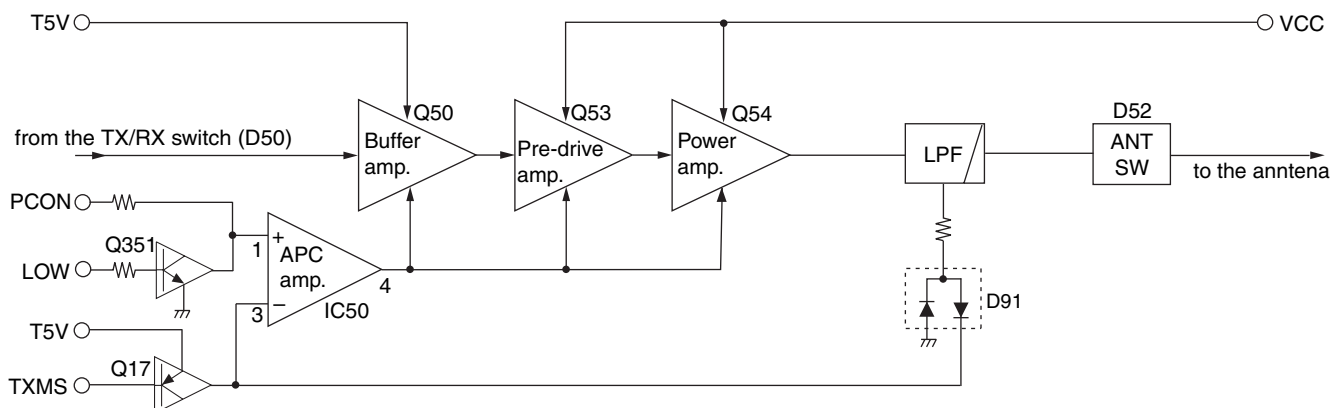 T5V
VCC
Q50
Q53
Q54
D52
from the TX/RX switch (D50)
Buffer
amp.
Pre-drive
amp.
Power
amp.
LPF
ANT
SW
to the anntena
PCON
Q351
1
+
APC
amp.
LOW
4
3
−
IC50
D91
T5V
Q17
TXMS